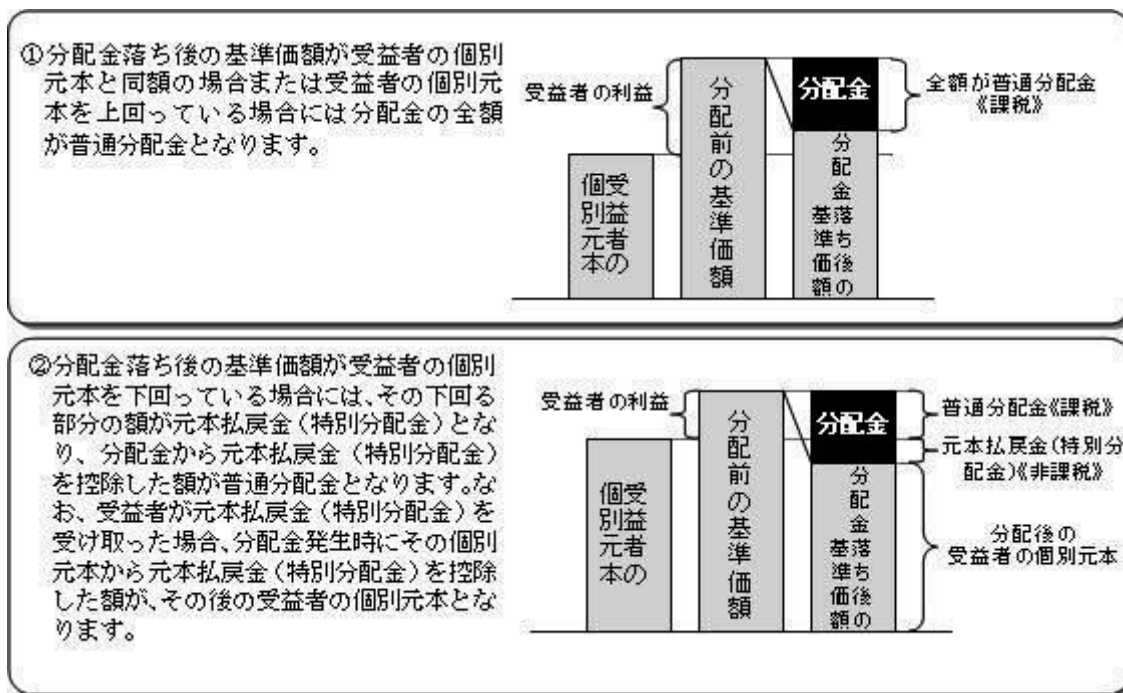 ①分配金落ち後の基準価額が受益者の個別
元本と同額の場合または受益者の個別元
本を上回っている場合には分配金の全額
が普通分配金となります。
受益者の利益
受益者の
個別元本
分配前の基準価額
分配金
分配金落ち後の
基準価額
全額が普通分配金
《課税》
②分配金落ち後の基準価額が受益者の個別
元本を下回っている場合には、その下回る
部分の額が元本払戻金(特別分配金)とな
り、分配金から元本払戻金(特別分配金)
を控除した額が普通分配金となります。な
お、受益者が元本払戻金(特別分配金)を
受け取った場合、分配金発生時にその個別
元本から元本払戻金(特別分配金)を控除
した額が、その後の受益者の個別元本とな
ります。
受益者の利益
受益者の
個別元本
分配前の基準価額
分配金
分配金落ち後の
基準価額
普通分配金《課税》
元本払戻金(特別分
配金)《非課税》
分配後の
受益者の個別元本